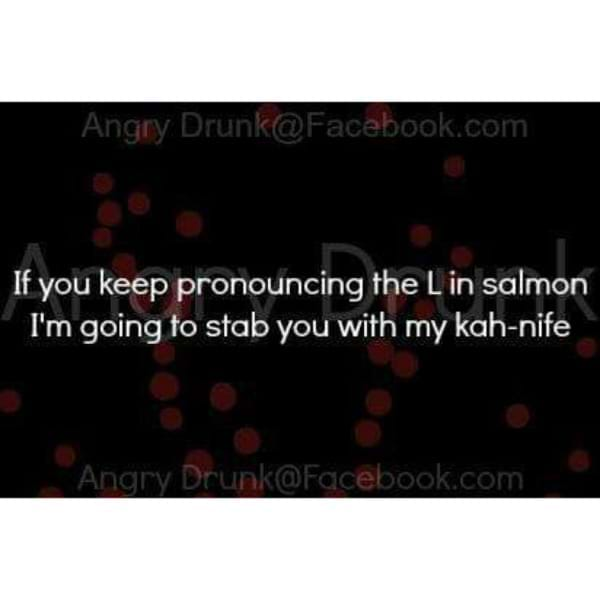 Angry Drunk@Facebook.com
Angry Drunk
If you keep pronouncing the L in salmon
I'm going to stab you with my kah-nife
Angry Drunk@Facebook.com